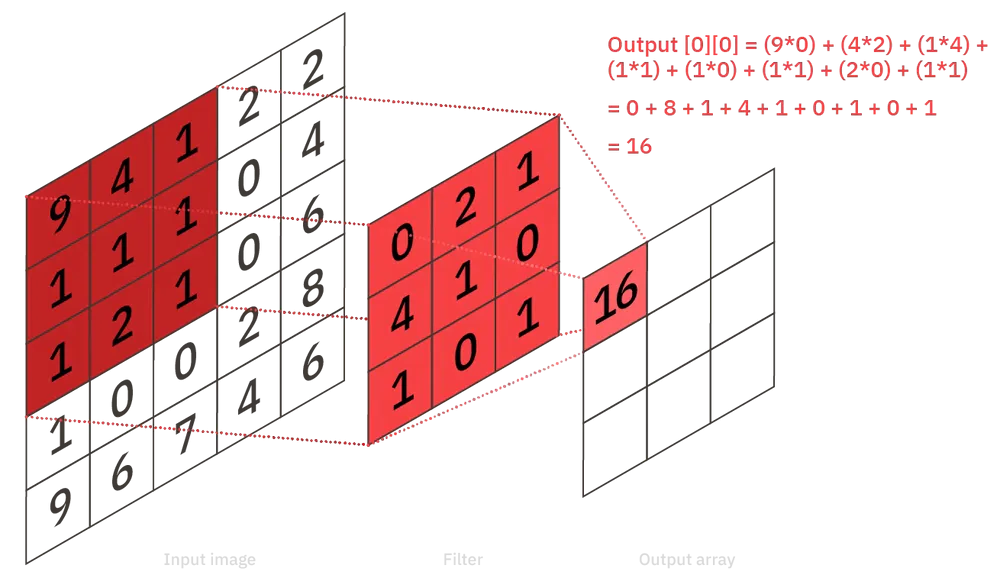 Output [0][0] = (9*0) + (4*2) + (1*4) +
(1*1) + (1*0) + (1*1) + (2*0) + (1*1)
= 0 + 8 + 1 + 4 + 1 + 0 + 1 + 0 + 1
= 16
9 4 1 2 2
1 1 1 0 4
1 2 1 0 6
1 0 0 2 8
9 6 7 4 6
0 2 1
4 1 0
1 0 1
16
Input image
Filter
Output array